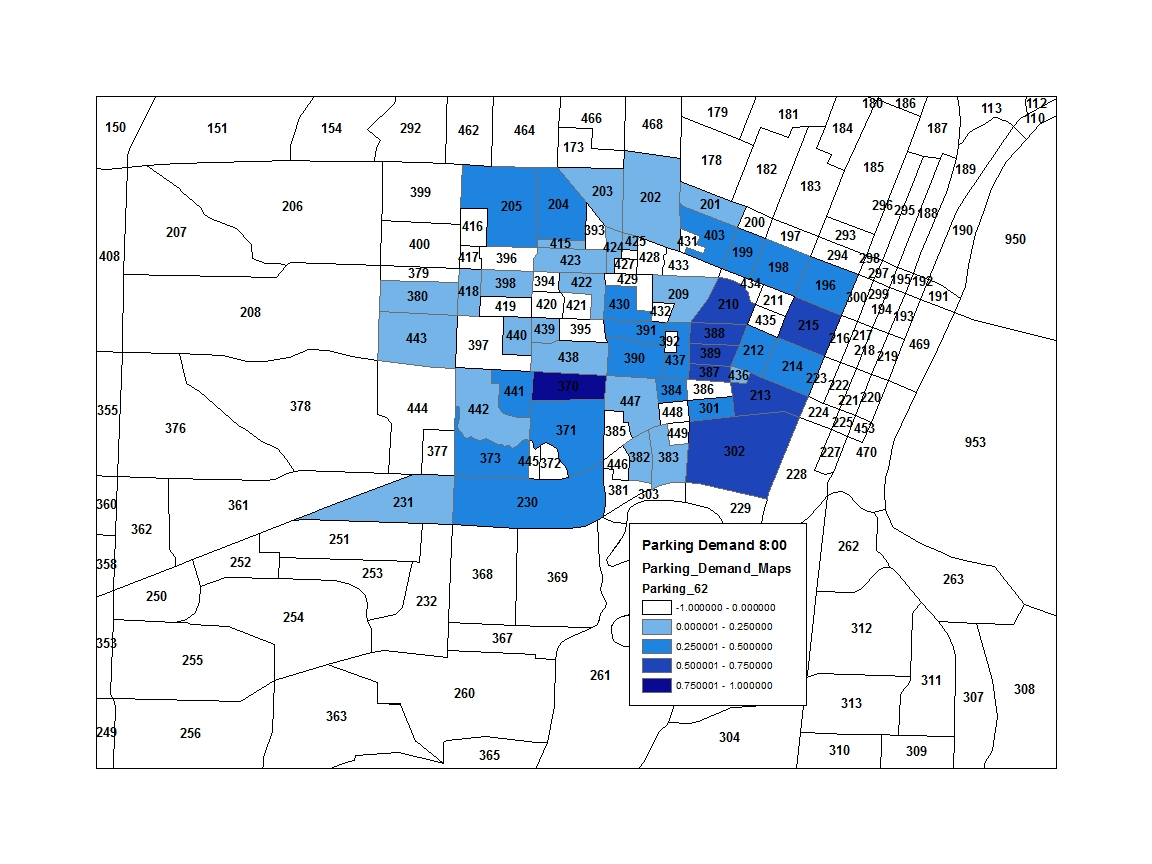 150 151 154 292 462 464 466 468 179 181 180 186 113 112
173 184 187 110
178 182 183 185 189
206 399 205 204 203 202 201 296 295 188
207 400 416 393 431 403 200 197 293 190 950
408 417 396 415 424 425 199 294 298
379 423 427 428 433 198 297 195 192
208 380 418 398 394 422 429 209 434 196 300 299 191
419 420 421 430 432 210 211 194 193
443 397 440 439 395 391 392 388 435 215 216 217 469
438 390 437 389 212 218 219
370 387 436 214 223 222
355 378 444 442 441 447 384 386 213 221 220
376 371 385 448 301 224 225 453
377 373 445 372 449 302 227 470
446 382 383 228 953
360 361 231 230 381 303 229
362 251
358 252 253 368 369 262 263
250 254 232
353 367 312
255 261 311
260 307 308
363 313
249 256 365 304 310 309
Parking Demand 8:00
Parking_Demand_Maps
Parking_62
-1.000000 - 0.000000
0.000001 - 0.250000
0.250001 - 0.500000
0.500001 - 0.750000
0.750001 - 1.000000